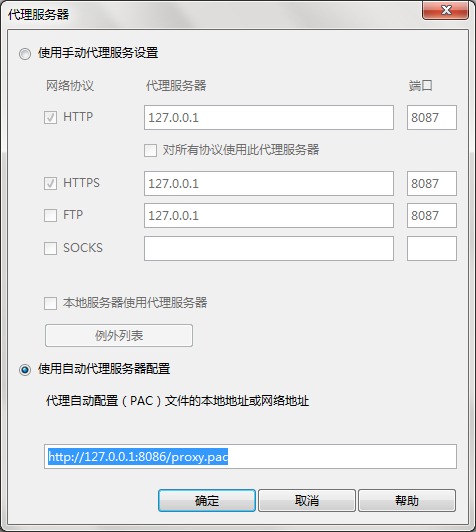 代理服务器
使用手动代理服务设置
网络协议 代理服务器 端口
HTTP 127.0.0.1 8087
对所有协议使用此代理服务器
HTTPS 127.0.0.1 8087
FTP 127.0.0.1 8087
SOCKS
本地服务器使用代理服务器
例外列表
使用自动代理服务器配置
代理自动配置（PAC）文件的本地地址或网络地址
http://127.0.0.1:8086/proxy.pac
确定 取消 帮助